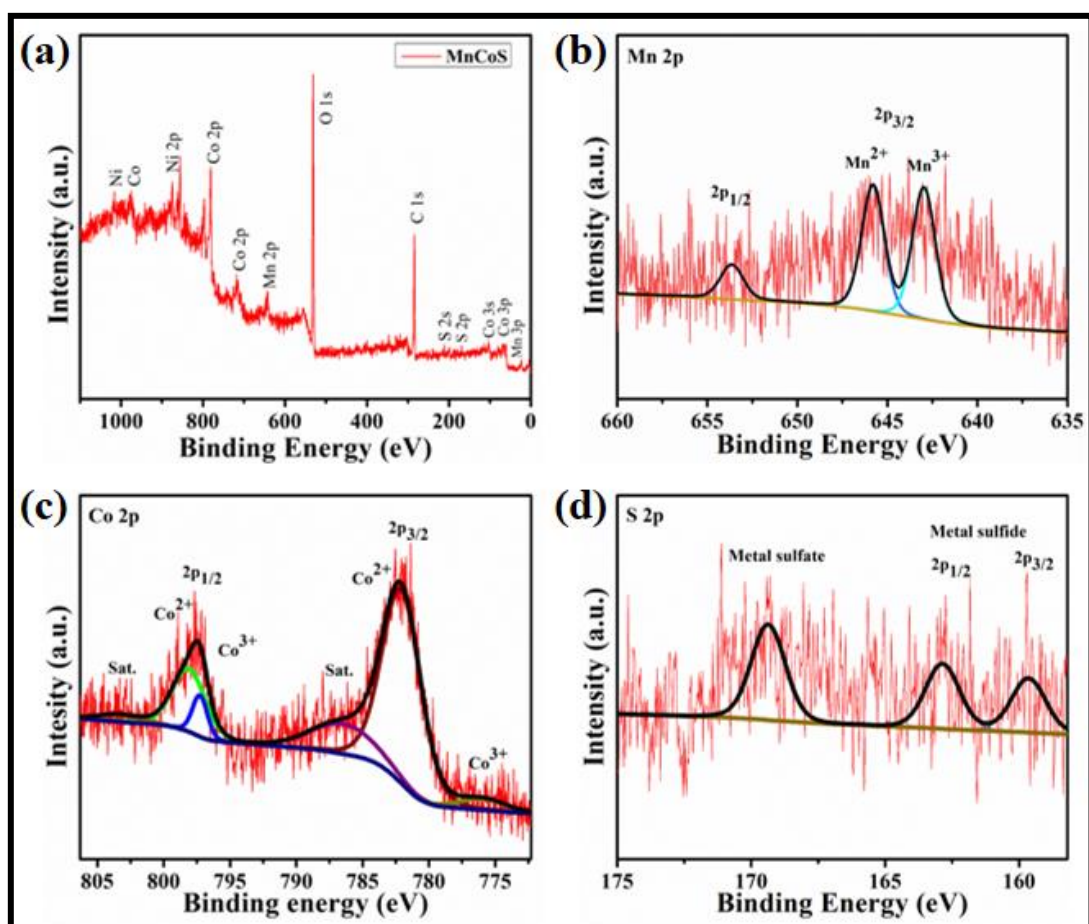 (a)
MnCoS
Ni
Co
Ni 2p
Co 2p
Co 2p
Mn 2p
O 1s
C 1s
S 2s
S 2p
Co 3s
Co 3p
Mn 3p
Intensity (a.u.)
1000 800 600 400 200 0
Binding Energy (eV)
(b)
Mn 2p
2p3/2
Mn2+
Mn3+
2p1/2
Intensity (a.u.)
660 655 650 645 640 635
Binding Energy (eV)
(c)
Co 2p
2p3/2
Co2+
2p1/2
Co2+
Co3+
Sat.
Sat.
Co3+
Intesity (a.u.)
805 800 795 790 785 780 775
Binding energy (eV)
(d)
S 2p
Metal sulfate
Metal sulfide
2p1/2
2p3/2
Intensity (a.u.)
175 170 165 160
Binding Energy (eV)